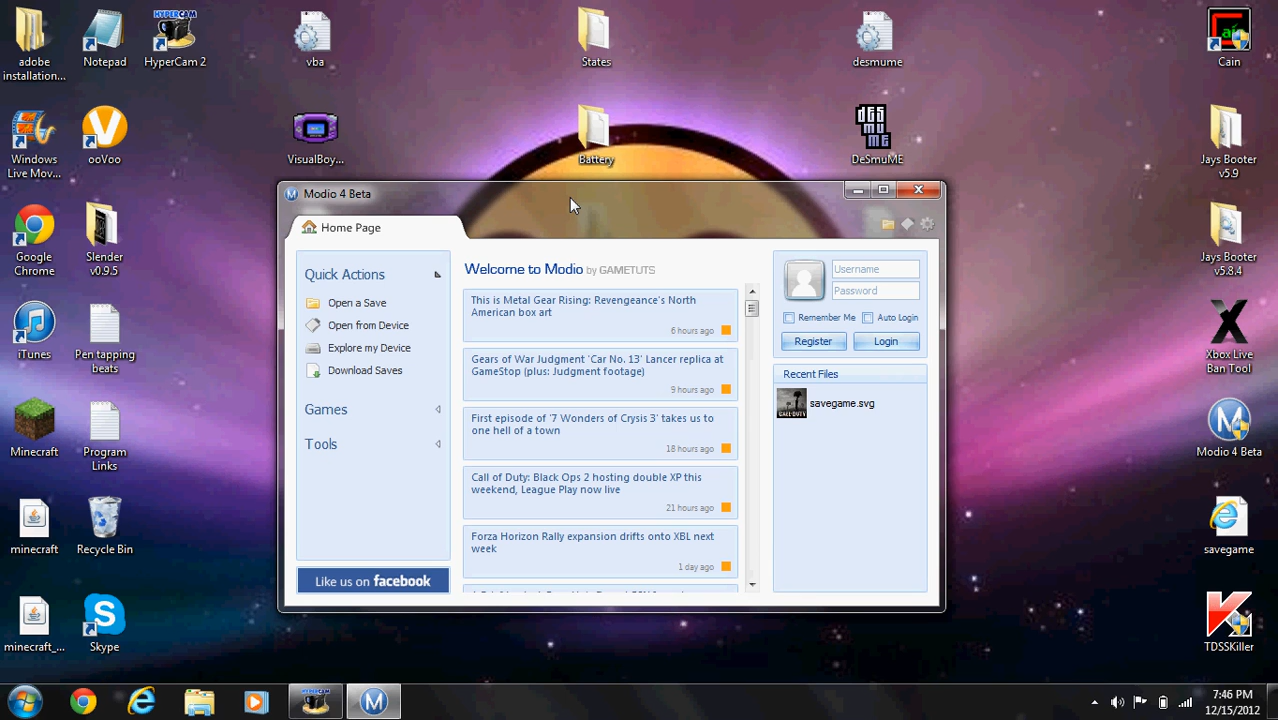 adobe
installation...
Notepad
HYPERCAM
HyperCam 2
vba
States
desmume
Cain
Cain
Windows
Live Mov...
ooVoo
VisualBoy...
Battery
DeSmuME
Jays Booter
v5.9
Google
Chrome
Slender
v0.9.5
Jays Booter
v5.8.4
iTunes
Pen tapping
beats
Xbox Live
Ban Tool
Minecraft
Program
Links
Modio 4 Beta
minecraft
Recycle Bin
savegame
minecraft_...
Skype
TDSSKiller
Modio 4 Beta
Home Page
Quick Actions
Open a Save
Open from Device
Explore my Device
Download Saves
Games
Tools
Like us on facebook
Welcome to Modio by GAMETUTS
This is Metal Gear Rising: Revengeance's North
American box art
6 hours ago
Gears of War Judgment 'Car No. 13' Lancer replica at
GameStop (plus: Judgment footage)
9 hours ago
First episode of '7 Wonders of Crysis 3' takes us to
one hell of a town
18 hours ago
Call of Duty: Black Ops 2 hosting double XP this
weekend, League Play now live
21 hours ago
Forza Horizon Rally expansion drifts onto XBL next
week
1 day ago
Username
Password
Remember Me
Auto Login
Register
Login
Recent Files
savegame.svg
7:46 PM
12/15/2012